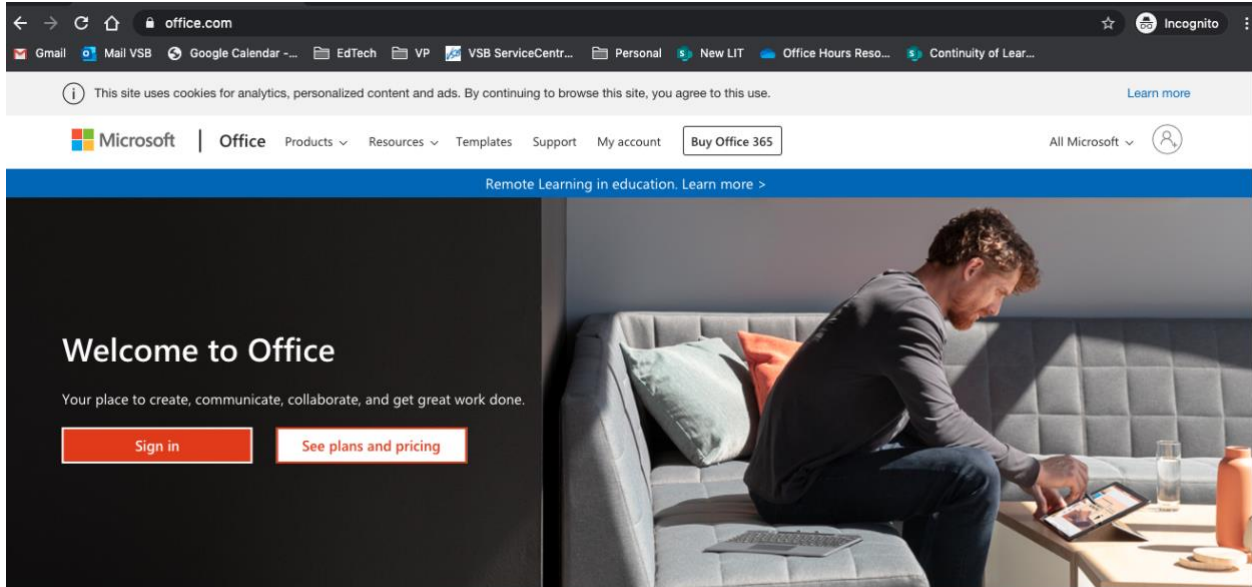 office.com Incognito
Gmail Mail VSB Google Calendar -... EdTech VP VSB ServiceCentr... Personal New LIT Office Hours Reso... Continuity of Lear...
This site uses cookies for analytics, personalized content and ads. By continuing to browse this site, you agree to this use. Learn more
Microsoft | Office Products Resources Templates Support My account Buy Office 365 All Microsoft
Remote Learning in education. Learn more >
Welcome to Office
Your place to create, communicate, collaborate, and get great work done.
Sign in See plans and pricing